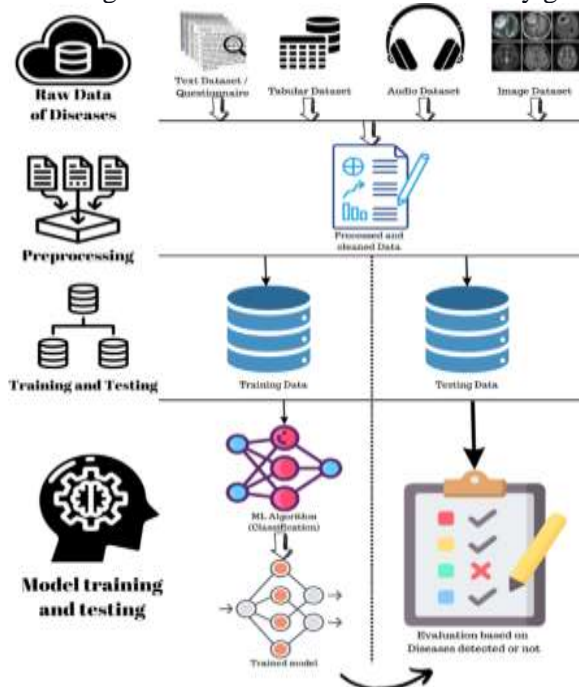 Raw Data
of Diseases
Text Dataset /
Questionnaire
Tabular Dataset
Audio Dataset
Image Dataset
Preprocessing
Processed and
cleaned Data
Training and Testing
Training Data
Testing Data
Model training
and testing
ML Algorithm
(Classification)
Trained model
Evaluation based on
Diseases detected or not